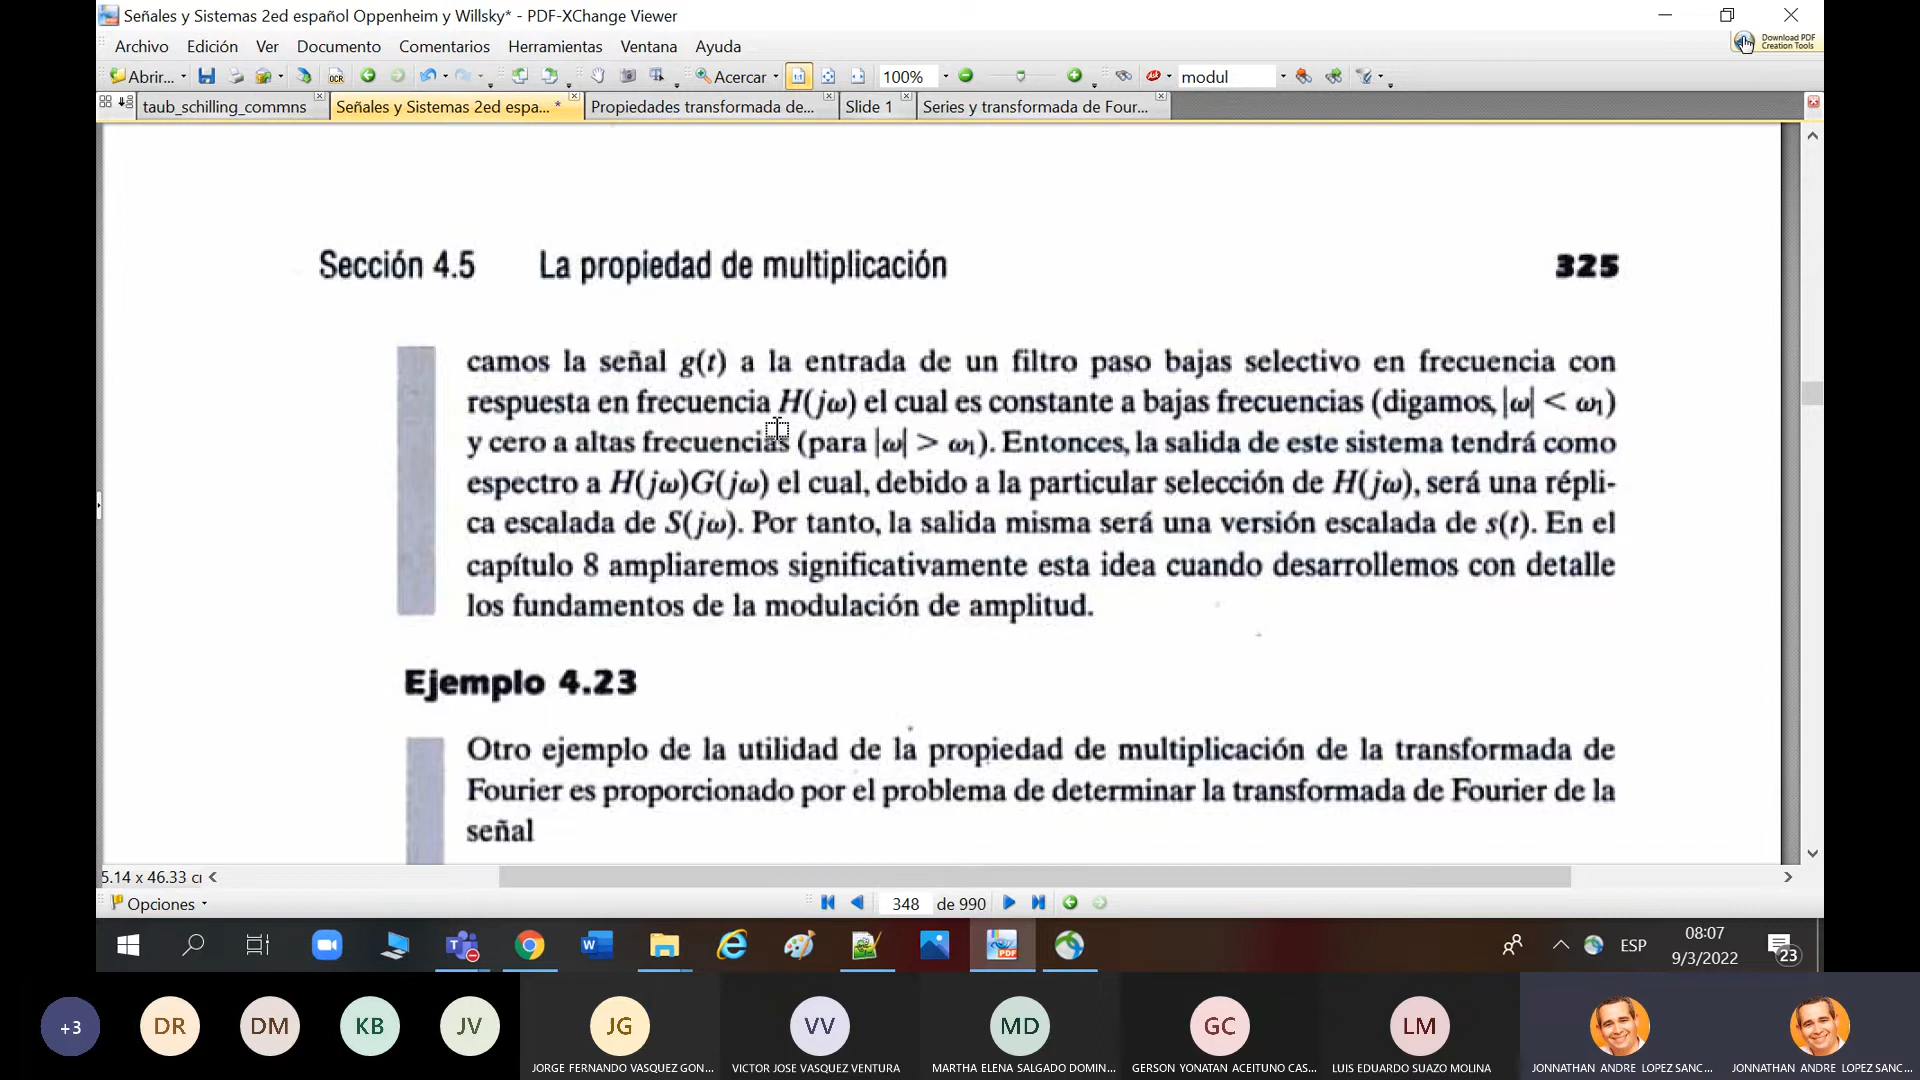 Señales y Sistemas 2ed español Oppenheim y Willsky* - PDF-XChange Viewer
Archivo Edición Ver Documento Comentarios Herramientas Ventana Ayuda
Download PDF
Creation Tools
Abrir... OCR Acercar 100% modul
taub_schilling_commns Señales y Sistemas 2ed espa... * Propiedades transformada de... Slide 1 Series y transformada de Four...
Sección 4.5 La propiedad de multiplicación 325
camos la señal g(t) a la entrada de un filtro paso bajas selectivo en frecuencia con
respuesta en frecuencia H(jω) el cual es constante a bajas frecuencias (digamos, |ω| < ω₁)
y cero a altas frecuencias (para |ω| > ω₁). Entonces, la salida de este sistema tendrá como
espectro a H(jω)G(jω) el cual, debido a la particular selección de H(jω), será una répli-
ca escalada de S(jω). Por tanto, la salida misma será una versión escalada de s(t). En el
capítulo 8 ampliaremos significativamente esta idea cuando desarrollemos con detalle
los fundamentos de la modulación de amplitud.
Ejemplo 4.23
Otro ejemplo de la utilidad de la propiedad de multiplicación de la transformada de
Fourier es proporcionado por el problema de determinar la transformada de Fourier de la
señal
5.14 x 46.33 c
Opciones 348 de 990
ESP 08:07
9/3/2022 23
+3 DR DM KB JV JG VV MD GC LM
JORGE FERNANDO VASQUEZ GON... VICTOR JOSE VASQUEZ VENTURA MARTHA ELENA SALGADO DOMIN... GERSON YONATAN ACEITUNO CAS... LUIS EDUARDO SUAZO MOLINA JONNATHAN ANDRE LOPEZ SANC... JONNATHAN ANDRE LOPEZ SANC...